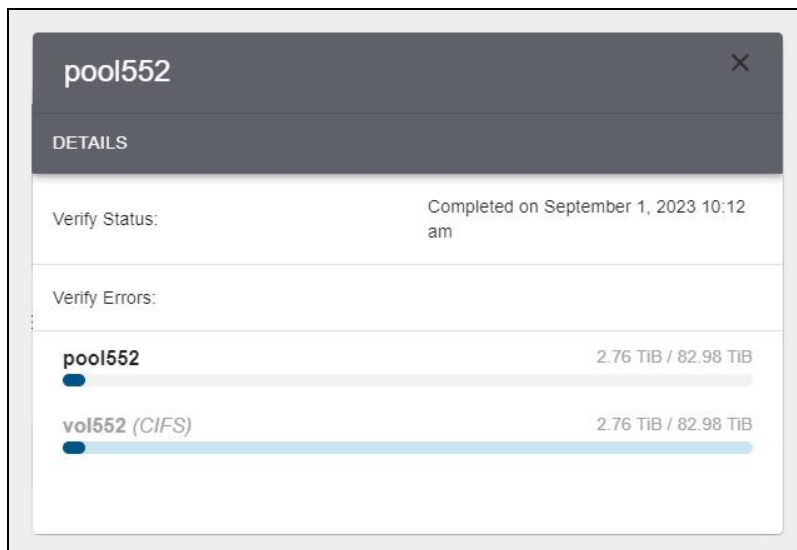 pool552
DETAILS
Verify Status:
Completed on September 1, 2023 10:12
am
Verify Errors:
pool552
2.76 TiB / 82.98 TiB
vol552 (CIFS)
2.76 TiB / 82.98 TiB